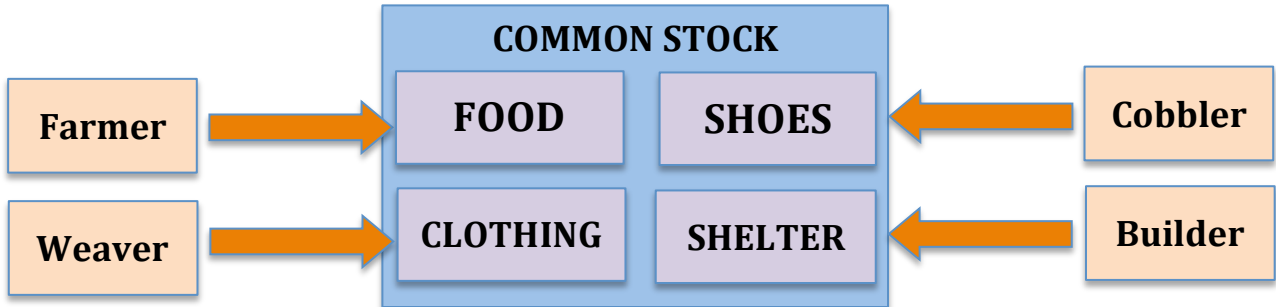 COMMON STOCK
Farmer
FOOD
SHOES
Cobbler
Weaver
CLOTHING
SHELTER
Builder